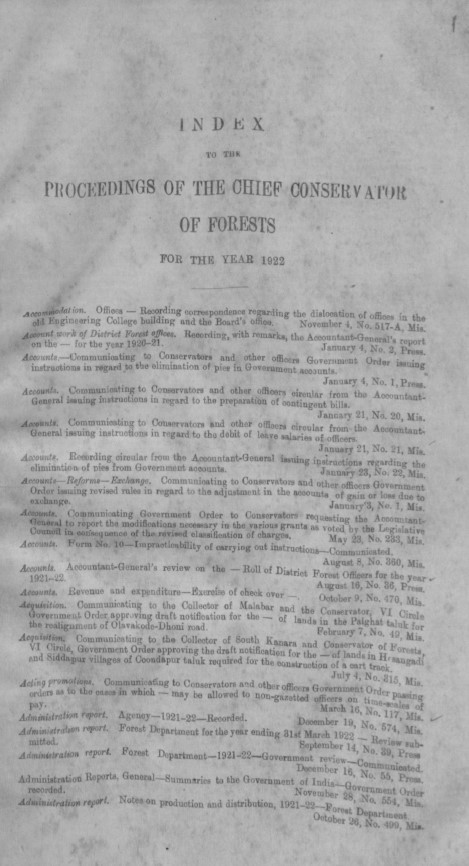 INDEX
TO THE
PROCEEDINGS OF THE CHIEF CONSERVATOR
OF FORESTS
FOR THE YEAR 1922
Accommodation. Offices — Recording correspondence regarding the dislocation of offices in the
old Engineering College building and the Board's office. November 4, No. 517-A, Mis.
Account work of District Forest offices. Recording, with remarks, the Accountant-General's report
on the — for the year 1920-21. January 4, No. 2, Press.
Accounts.—Communicating to Conservators and other officers Government Order issuing
instructions in regard to the elimination of pies in Government accounts.
January 4, No. 1, Press.
Accounts. Communicating to Conservators and other officers circular from the Accountant-
General issuing instructions in regard to the preparation of contingent bills.
January 21, No. 20, Mis.
Accounts. Communicating to Conservators and other officers circular from the Accountant-
General issuing instructions in regard to the debit of leave salaries of officers.
January 21, No. 21, Mis.
Accounts. Recording circular from the Accountant-General issuing instructions regarding the
elimination of pies from Government accounts. January 23, No. 22, Mis.
Accounts—Reforms—Exchange. Communicating to Conservators and other officers Government
Order issuing revised rules in regard to the adjustment in the accounts of gain or loss due to
exchange. January 3, No. 1, Mis.
Accounts. Communicating Government Order to Conservators requesting the Accountant-
General to report the modifications necessary in the various grants as voted by the Legislative
Council in consequence of the revised classification of charges. May 23, No. 233, Mis.
Accounts. Form No. 10—Impracticability of carrying out instructions—Communicated.
August 8, No. 360, Mis.
Accounts. Accountant-General's review on the — Roll of District Forest Officers for the year
1921-22. August 16, No. 36, Press.
Accounts. Revenue and expenditure—Exercise of check over —
October 9, No. 476, Mis.
Acquisition. Communicating to the Collector of Malabar and the Conservator, VI Circle
Government Order approving draft notification for the — of lands in the Palghat taluk for
the realignment of Olavakode-Dhoni road. February 7, No. 49, Mis.
Acquisition. Communicating to the Collector of South Kanara and Conservator of Forests,
VI Circle, Government Order approving the draft notification for the — of lands in
and Siddapur villages of Coondapur taluk required for the construction of a cart track.
July 4, No. 315, Mis.
Acting promotions. Communicating to Conservators and other officers Government Order passing
orders as to the cases in which — may be allowed to non-gazetted officers on time-scales of
pay. March 16, No. 117, Mis.
Administration report. Agency—1921-22—Recorded. December 19, No. 574, Mis.
Administration report. Forest Department for the year ending 31st March 1922 — Review sub-
mitted. September 14, No. 39, Press
Administration report. Forest Department—1921-22—Government review—Communicated.
December 16, No. 55, Press.
Administration Reports, General—Summaries to the Government of India—Government Order
recorded. November 28, No. 554, Mis.
Administration report. Notes on production and distribution, 1921-22—Forest Department
October 26, No. 499, Mis.